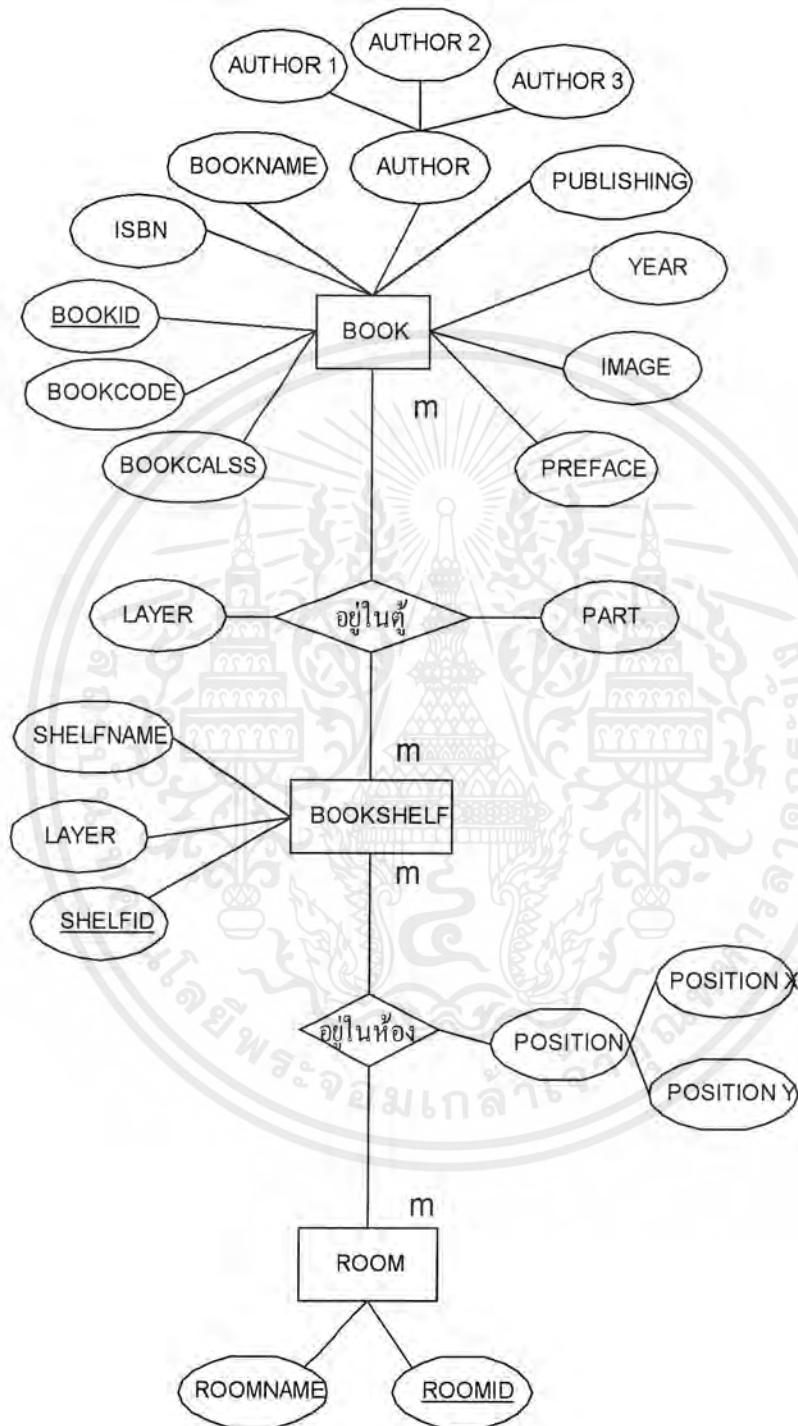 AUTHOR 2
AUTHOR 1
AUTHOR 3
BOOKNAME
AUTHOR
PUBLISHING
ISBN
YEAR
BOOKID
BOOK
IMAGE
BOOKCODE
m
BOOKCALSS
PREFACE
LAYER
อยู่ในตู้
PART
SHELFNAME
m
BOOKSHELF
LAYER
m
SHELFID
POSITION X
อยู่ในห้อง
POSITION
POSITION Y
m
ROOM
ROOMNAME
ROOMID